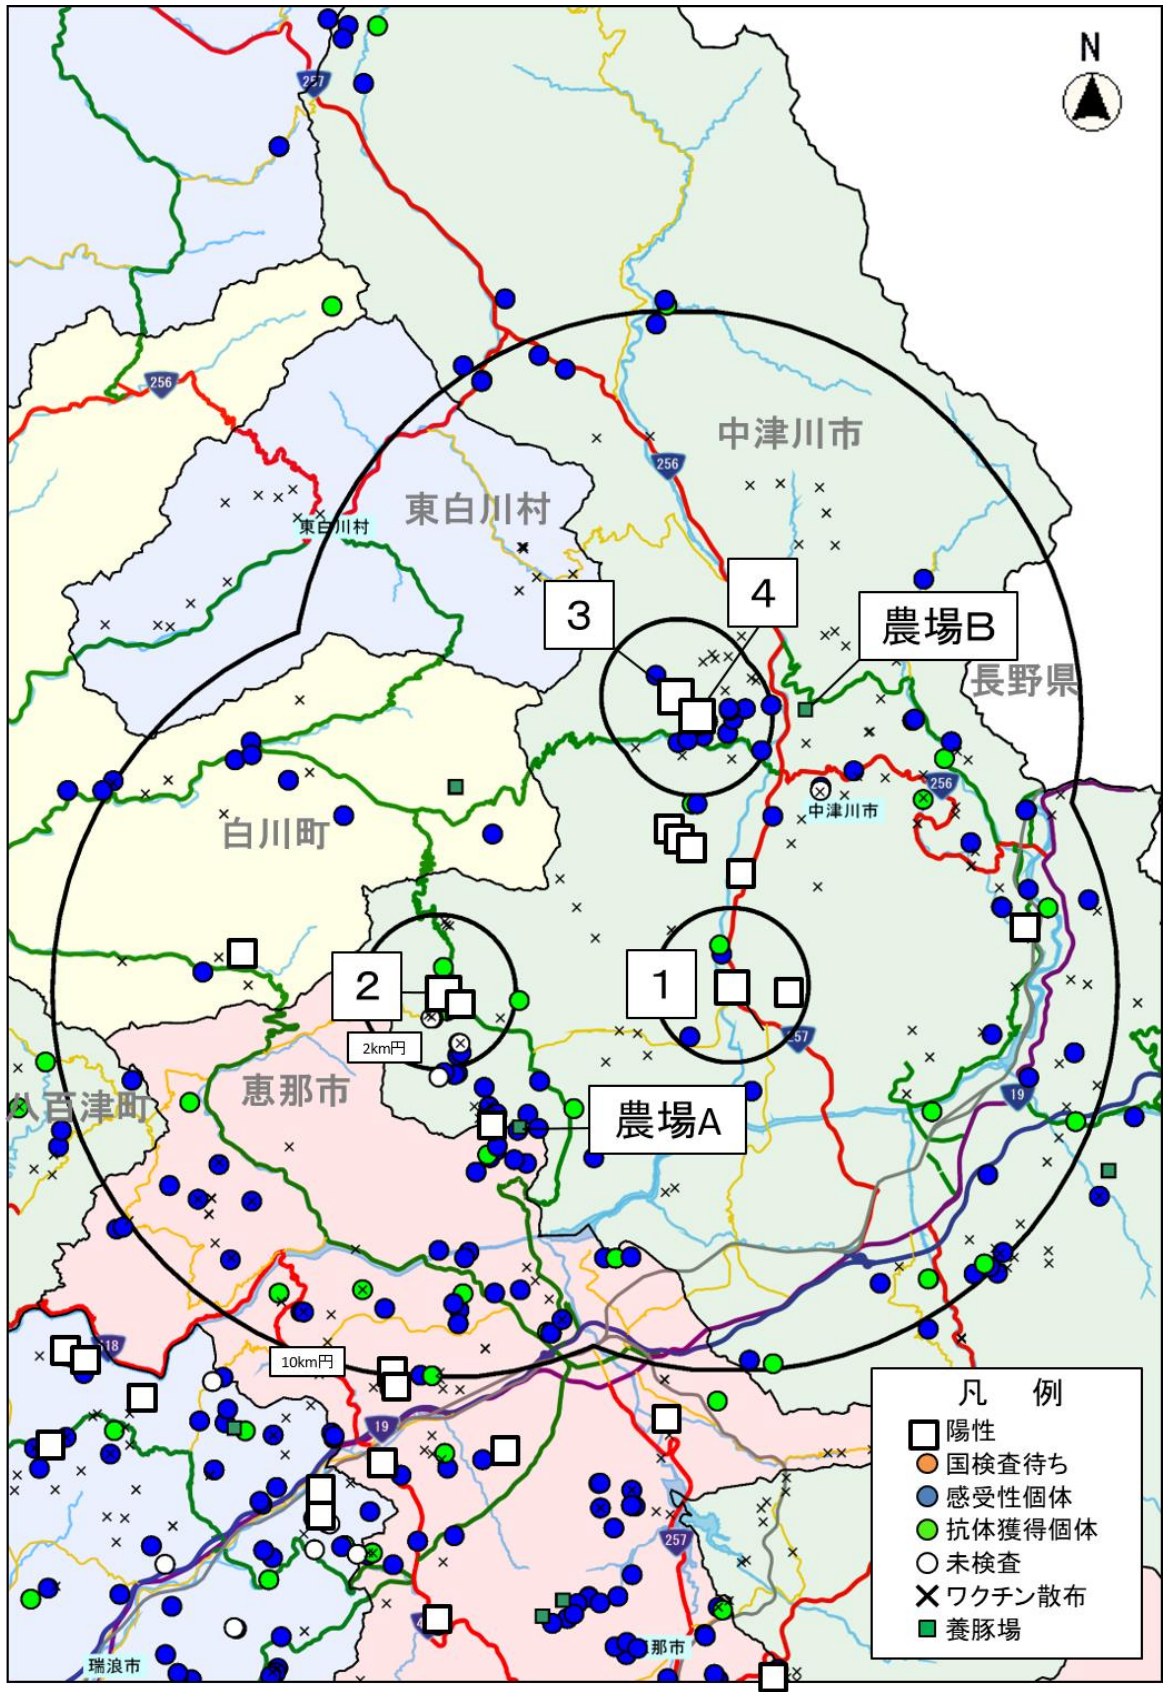 N
257
256
中津川市
256
東白川村
東白川村
4
3
農場B
長野県
256
中津川市
白川町
2
1
2km円
257
恵那市
八百津町
19
農場A
10km円
418
19
凡 例
陽性
国検査待ち
感受性個体
抗体獲得個体
未検査
ワクチン散布
養豚場
257
瑞浪市
那市